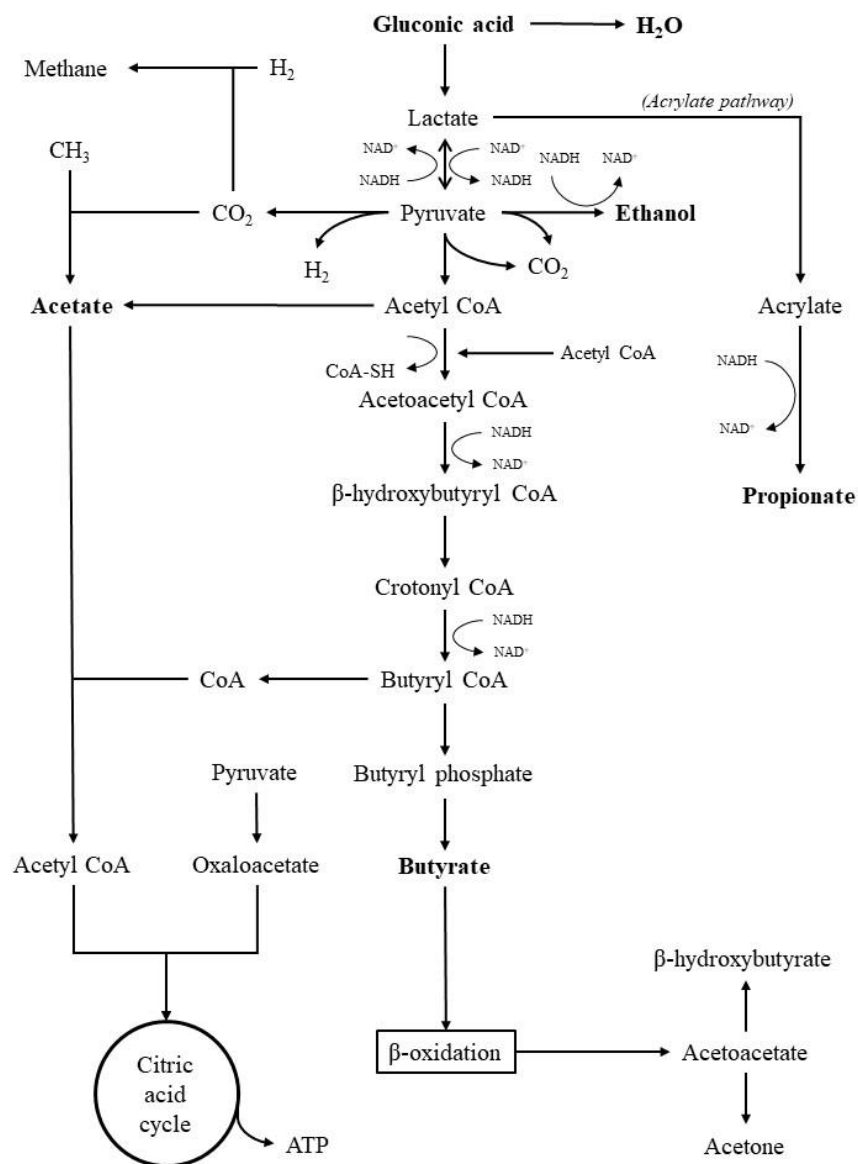 Gluconic acid
H₂O
Methane
H₂
Lactate
(Acrylate pathway)
CH₃
NAD⁺
NADH
NAD⁺
NADH
NADH
NAD⁺
CO₂
Pyruvate
Ethanol
H₂
CO₂
Acetate
Acetyl CoA
Acrylate
CoA-SH
Acetyl CoA
NADH
NAD⁺
Acetoacetyl CoA
NADH
NAD⁺
β-hydroxybutyryl CoA
Propionate
Crotonyl CoA
NADH
NAD⁺
CoA
Butyryl CoA
Pyruvate
Butyryl phosphate
Acetyl CoA
Oxaloacetate
Butyrate
β-hydroxybutyrate
β-oxidation
Acetoacetate
Citric
acid
cycle
ATP
Acetone